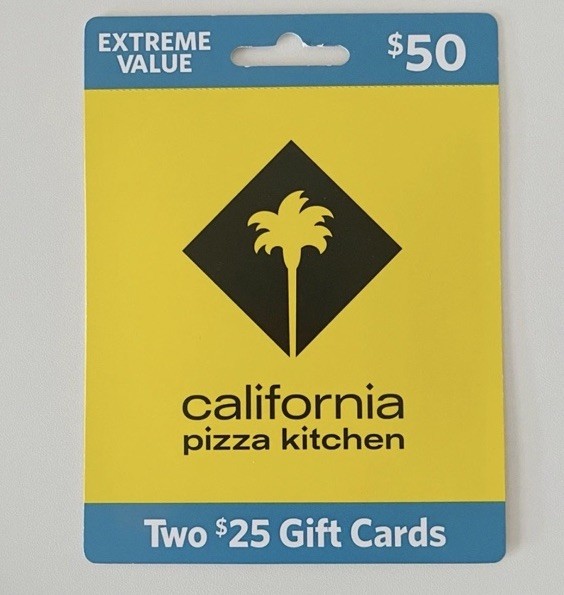 EXTREME
VALUE
$50
california
pizza kitchen
Two $25 Gift Cards